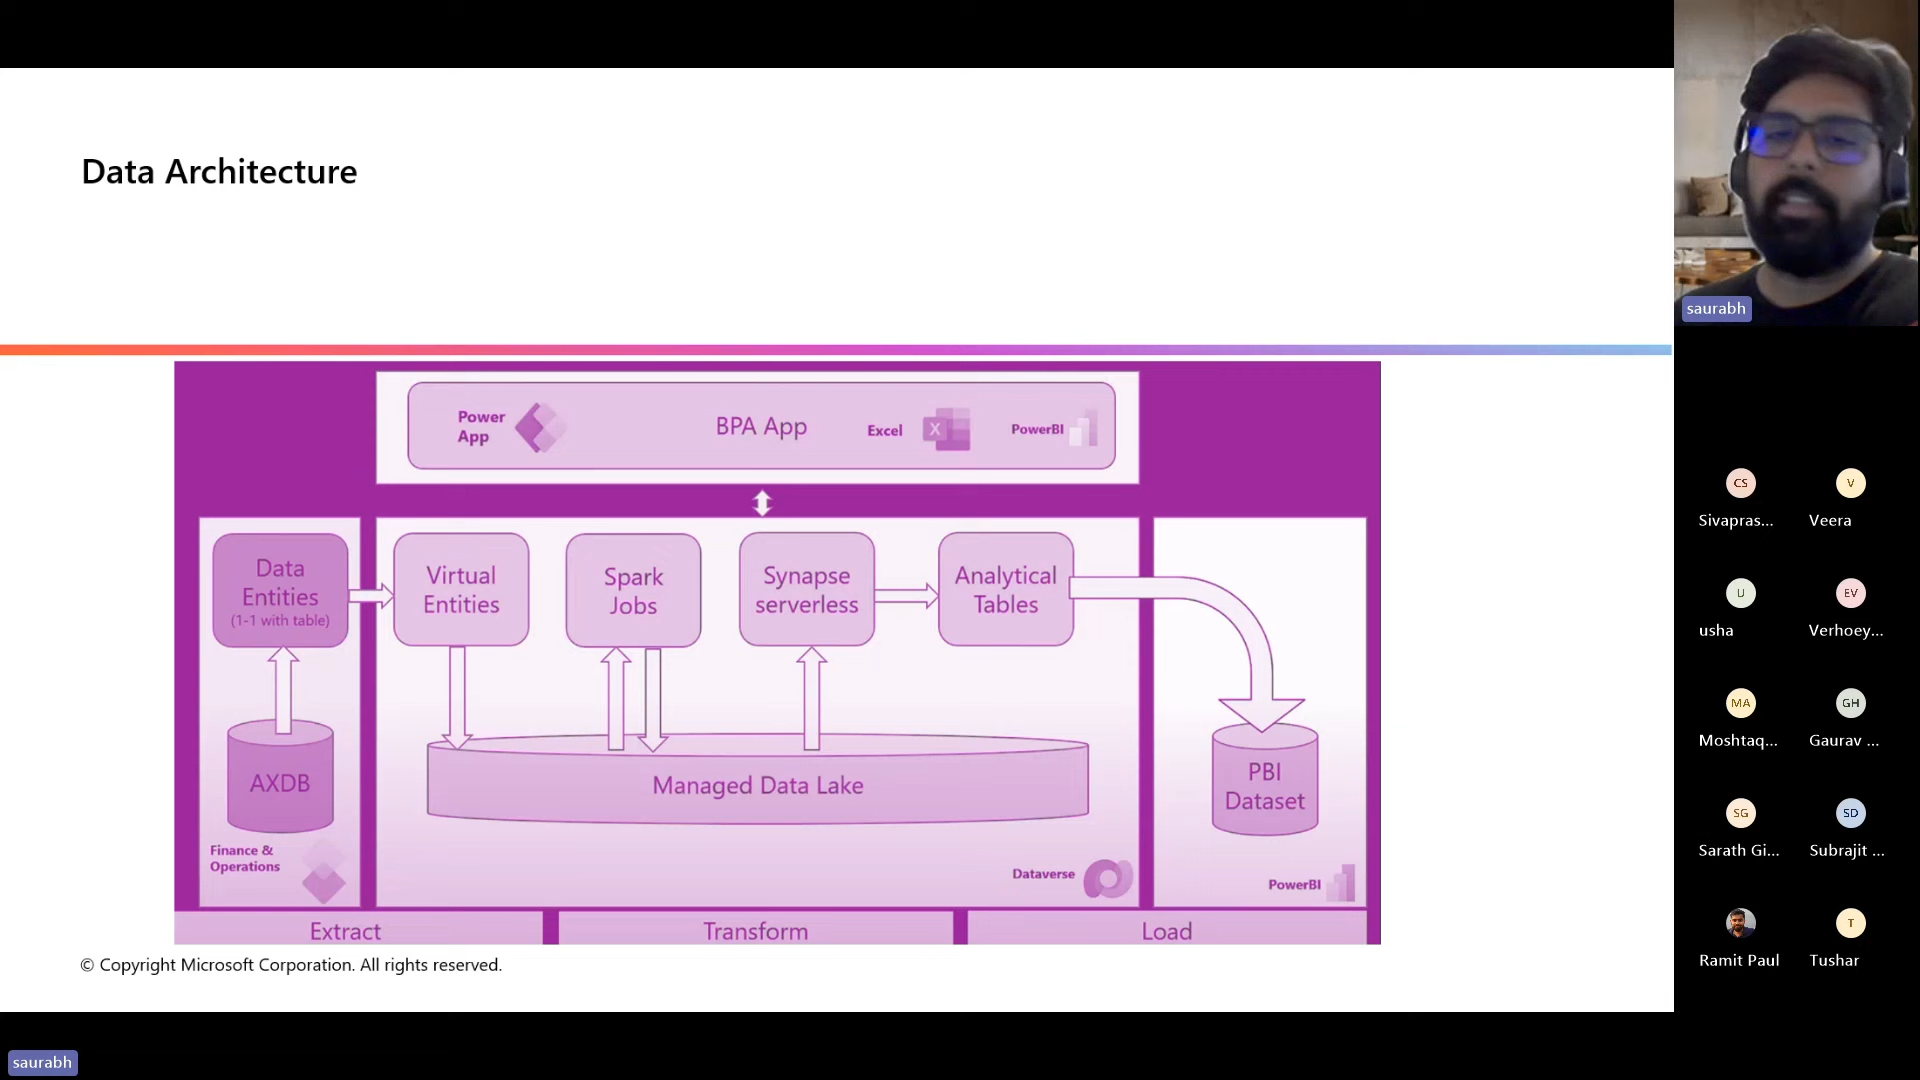 Data Architecture
Power
App
BPA App
Excel
X
PowerBI
Data
Entities
(1-1 with table)
Virtual
Entities
Spark
Jobs
Synapse
serverless
Analytical
Tables
AXDB
Managed Data Lake
PBI
Dataset
Finance &
Operations
Dataverse
PowerBI
Extract
Transform
Load
© Copyright Microsoft Corporation. All rights reserved.
saurabh
CS
V
Sivapras...
Veera
U
EV
usha
Verhoey...
MA
GH
Moshtaq...
Gaurav ...
SG
SD
Sarath Gi...
Subrajit ...
T
Ramit Paul
Tushar
saurabh